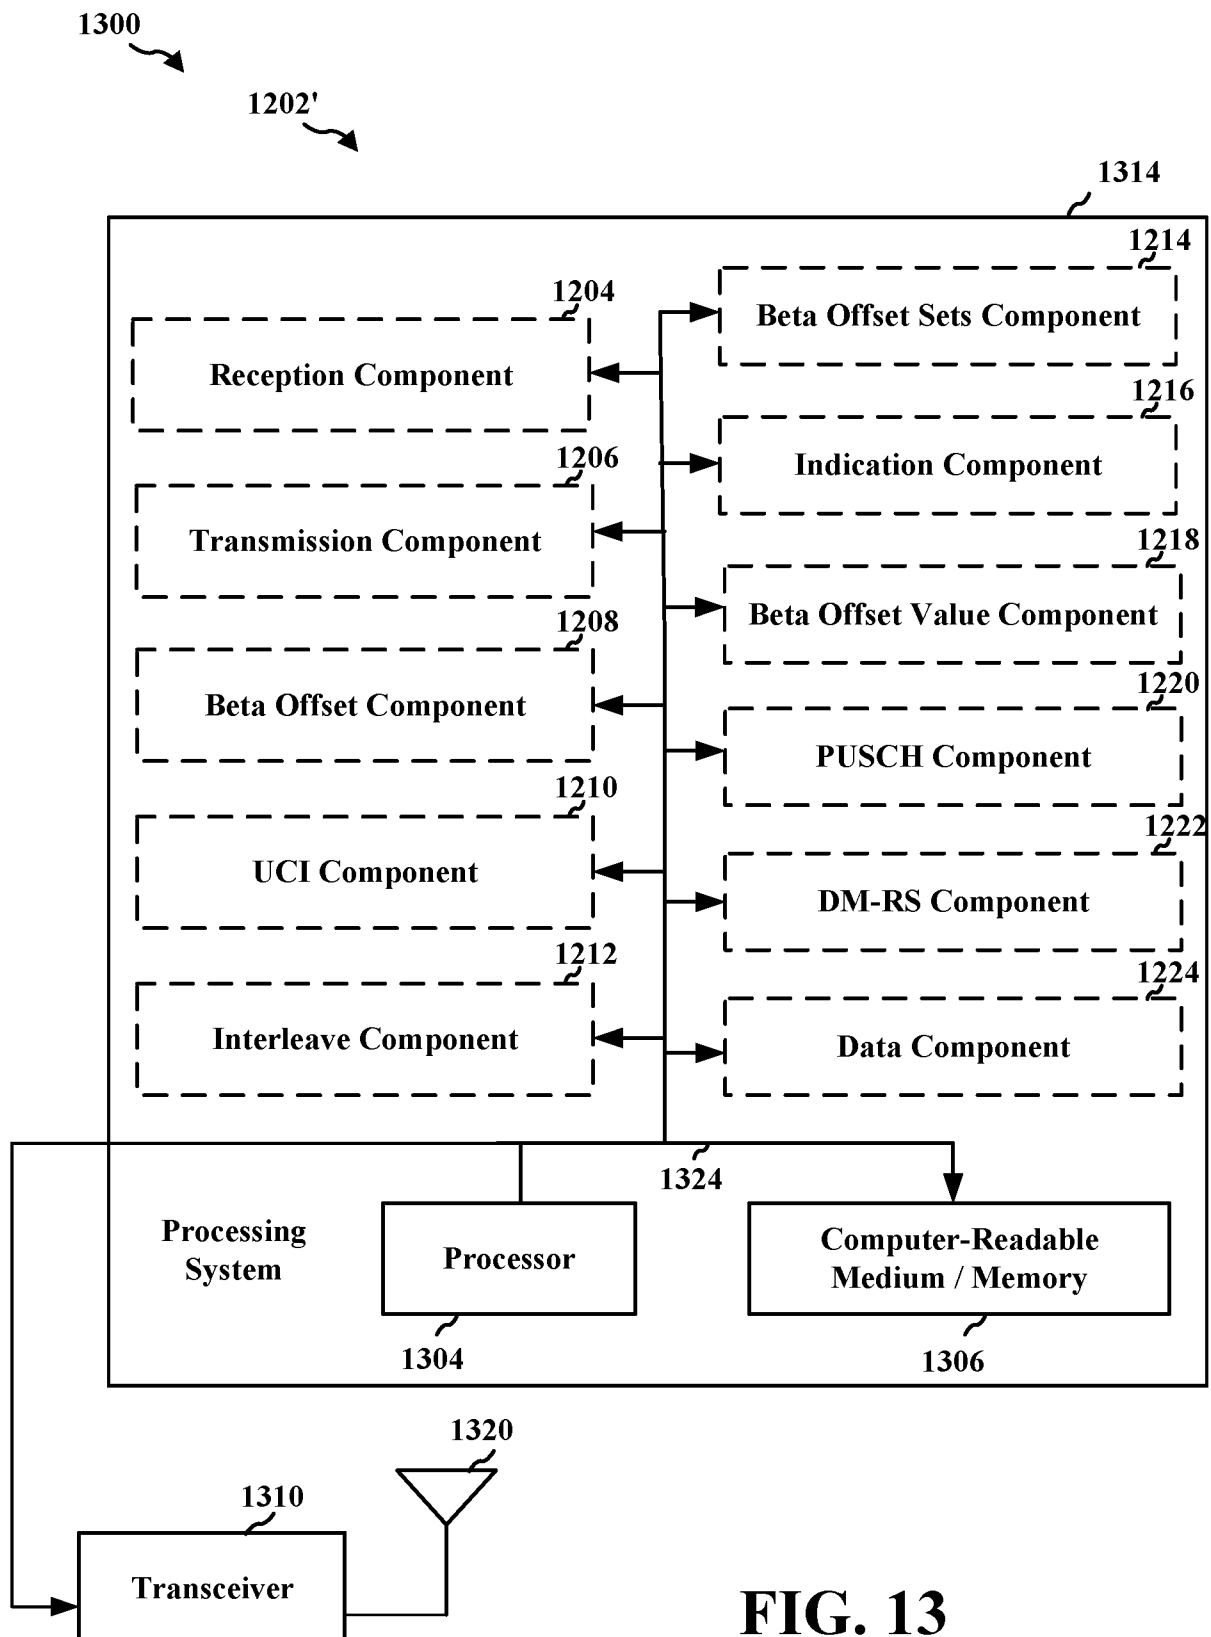 1300
1202'
1314
1214
Beta Offset Sets Component
1204
Reception Component
1216
Indication Component
1206
Transmission Component
1218
Beta Offset Value Component
1208
Beta Offset Component
1220
PUSCH Component
1210
UCI Component
1222
DM-RS Component
1212
Interleave Component
1224
Data Component
1324
Processing
System
Processor
Computer-Readable
Medium / Memory
1304
1306
1320
1310
Transceiver
FIG. 13